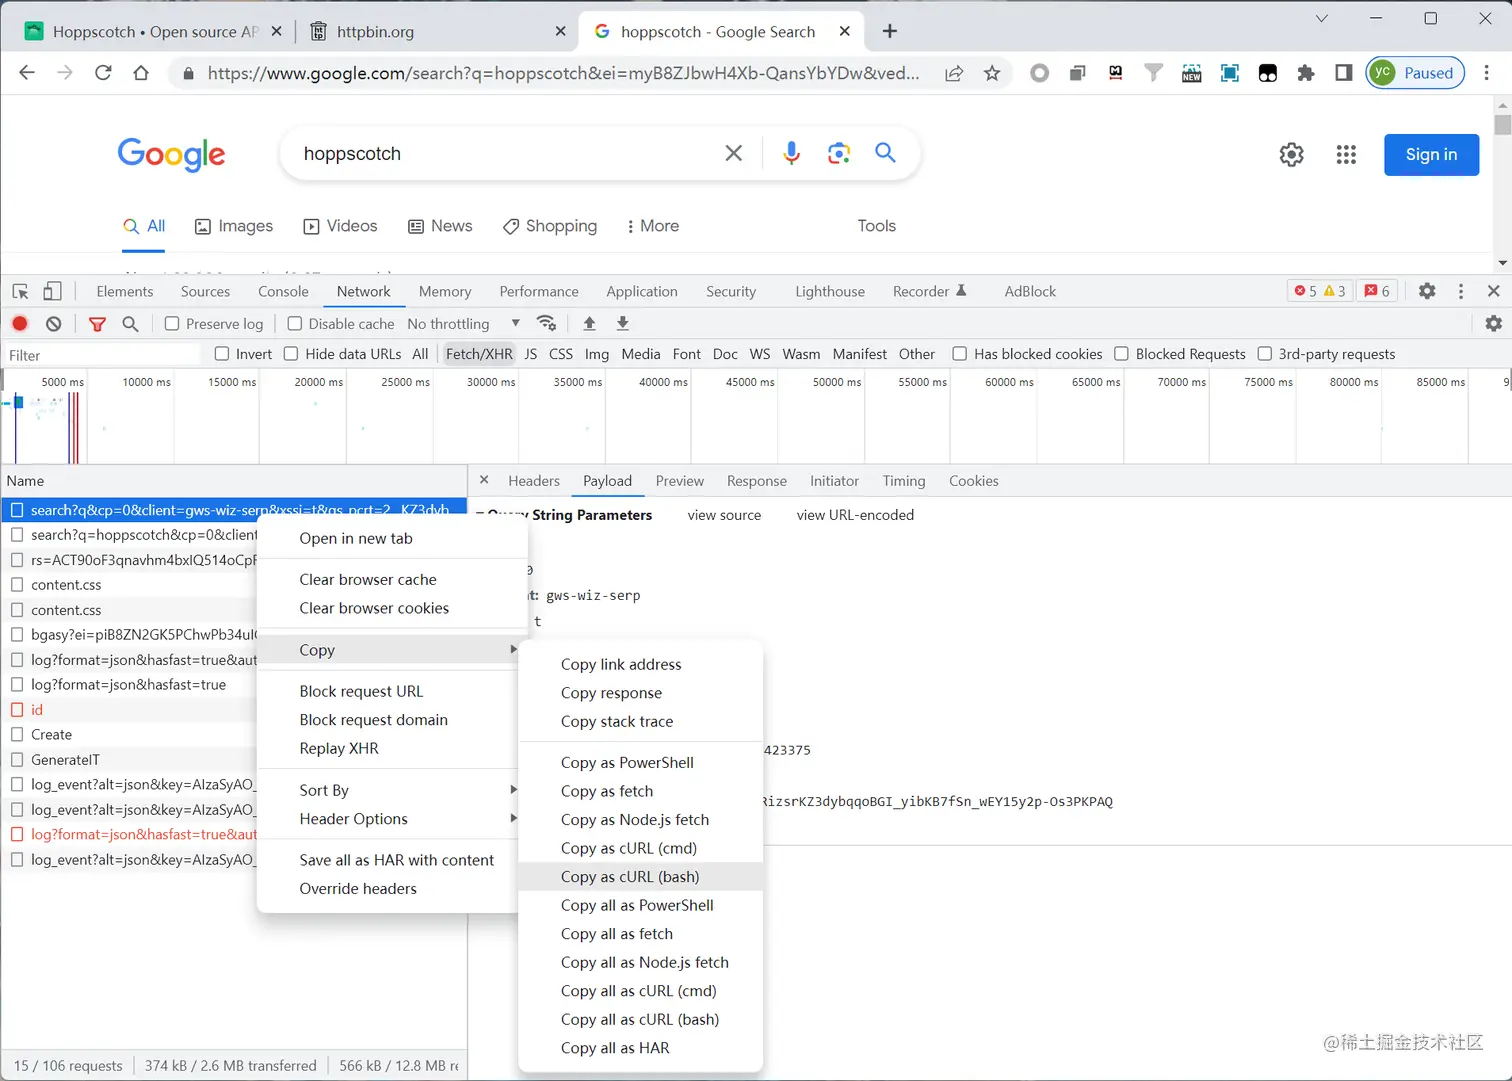 Hoppscotch • Open source AP
httpbin.org
hoppscotch - Google Search
https://www.google.com/search?q=hoppscotch&ei=myB8ZJbwH4Xb-QansYbYDw&ved...
NEW
YC Paused
Google
hoppscotch
Sign in
All Images Videos News Shopping More Tools
Elements Sources Console Network Memory Performance Application Security Lighthouse Recorder AdBlock 5 3 6
Preserve log Disable cache No throttling
Filter Invert Hide data URLs All Fetch/XHR JS CSS Img Media Font Doc WS Wasm Manifest Other Has blocked cookies Blocked Requests 3rd-party requests
5000 ms 10000 ms 15000 ms 20000 ms 25000 ms 30000 ms 35000 ms 40000 ms 45000 ms 50000 ms 55000 ms 60000 ms 65000 ms 70000 ms 75000 ms 80000 ms 85000 ms 9
Name
Headers Payload Preview Response Initiator Timing Cookies
search?q&cp=0&client=gws-wiz-serp&xssi=t&gs_pcrt=2
search?q=hoppscotch&cp=0&client
rs=ACT90oF3qnavhm4bxIQ514oCpF
content.css
content.css
bgasy?ei=piB8ZN2GK5PChwPb34uI
log?format=json&hasfast=true&aut
log?format=json&hasfast=true
id
Create
GenerateIT
log_event?alt=json&key=AIzaSyAO_
log_event?alt=json&key=AIzaSyAO_
log?format=json&hasfast=true&aut
log_event?alt=json&key=AIzaSyAO_
Query String Parameters view source view URL-encoded
0
t: gws-wiz-serp
t
423375
RizsrKZ3dybqqoBGI_yibKB7fSn_wEY15y2p-Os3PKPAQ
Open in new tab
Clear browser cache
Clear browser cookies
Copy
Block request URL
Block request domain
Replay XHR
Sort By
Header Options
Save all as HAR with content
Override headers
Copy link address
Copy response
Copy stack trace
Copy as PowerShell
Copy as fetch
Copy as Node.js fetch
Copy as cURL (cmd)
Copy as cURL (bash)
Copy all as PowerShell
Copy all as fetch
Copy all as Node.js fetch
Copy all as cURL (cmd)
Copy all as cURL (bash)
Copy all as HAR
15 / 106 requests 374 kB / 2.6 MB transferred 566 kB / 12.8 MB re
@稀土掘金技术社区